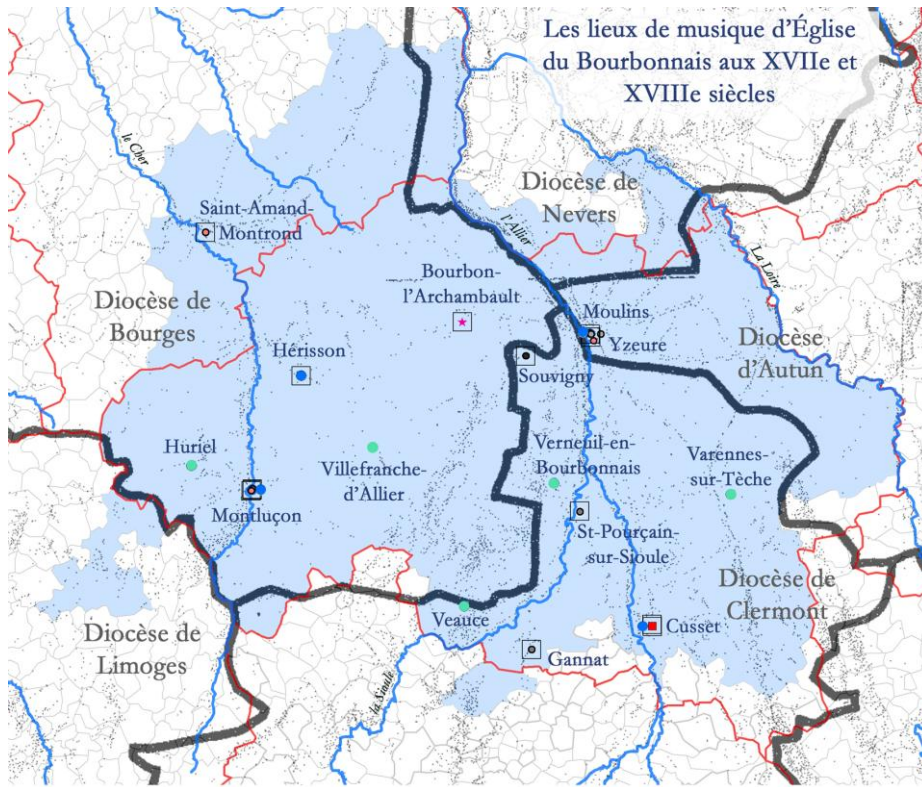 Les lieux de musique d'Église
du Bourbonnais aux XVIIe et
XVIIIe siècles
le Cher
Diocèse de
Nevers
l'Allier
Saint-Amand-
Montrond
La Loire
Bourbon-
l'Archambault
Diocèse de
Bourges
Moulins
Yzeure
Diocèse
d'Autun
Hérisson
Souvigny
Huriel
Villefranche-
d'Allier
Verneuil-en-
Bourbonnais
Varennes-
sur-Tèche
Montluçon
St-Pourçain-
sur-Sioule
Diocèse de
Clermont
Veauce
Cusset
Diocèse de
Limoges
Gannat
la Sioule